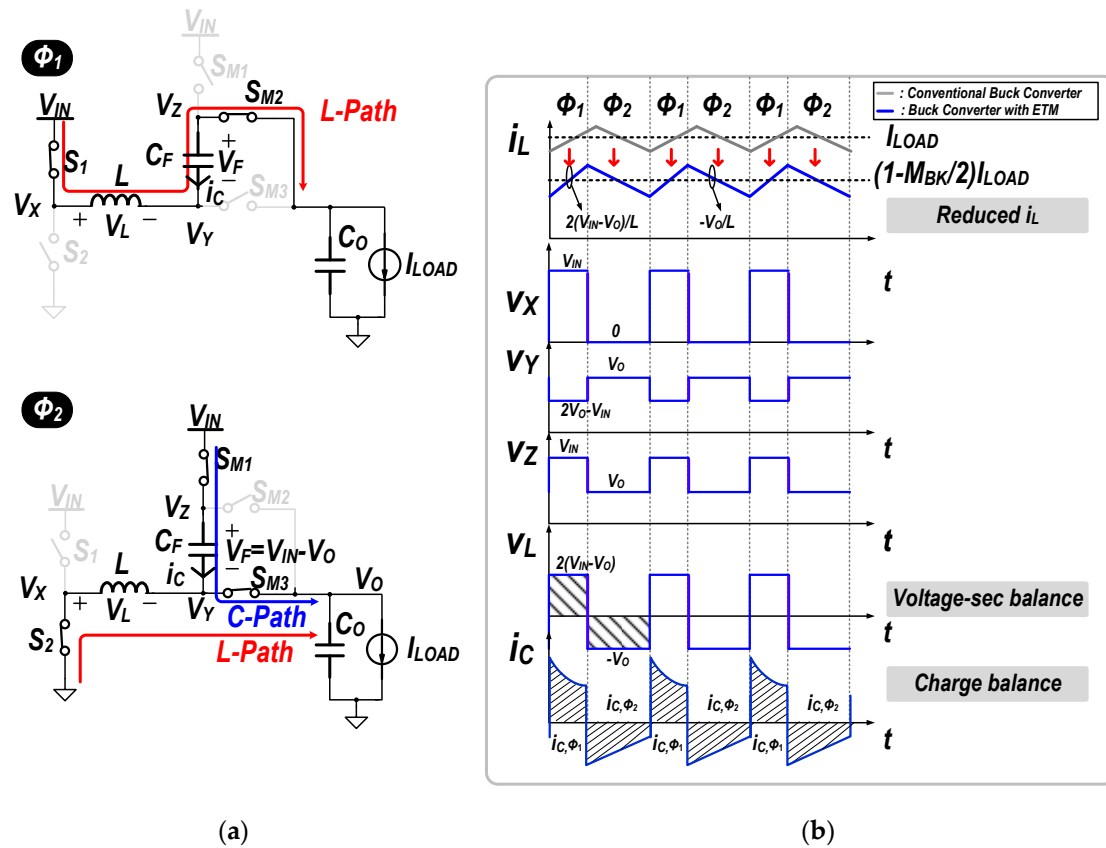 Φ1
VIN
SM1
SM2
VZ
L-Path
VIN
S1
CF
+
VF
−
iC
SM3
L
VX
+ VL −
VY
S2
CO
ILOAD
Φ2
VIN
SM1
VIN
VZ
SM2
S1
CF
+
VF=VIN-VO
−
L
iC
SM3
VO
VX
+ VL −
VY
C-Path
CO
S2
L-Path
ILOAD
(a)
Φ1 Φ2 Φ1 Φ2 Φ1 Φ2
: Conventional Buck Converter
: Buck Converter with ETM
iL
ILOAD
(1-MBK/2)ILOAD
2(VIN-VO)/L
-VO/L
Reduced iL
t
VIN
vX
0
vY
VO
2VO-VIN
t
vZ
VIN
VO
t
vL
2(VIN-VO)
Voltage-sec balance
t
-VO
iC
Charge balance
iC,Φ2 iC,Φ2 iC,Φ2
iC,Φ1 iC,Φ1 iC,Φ1
t
(b)